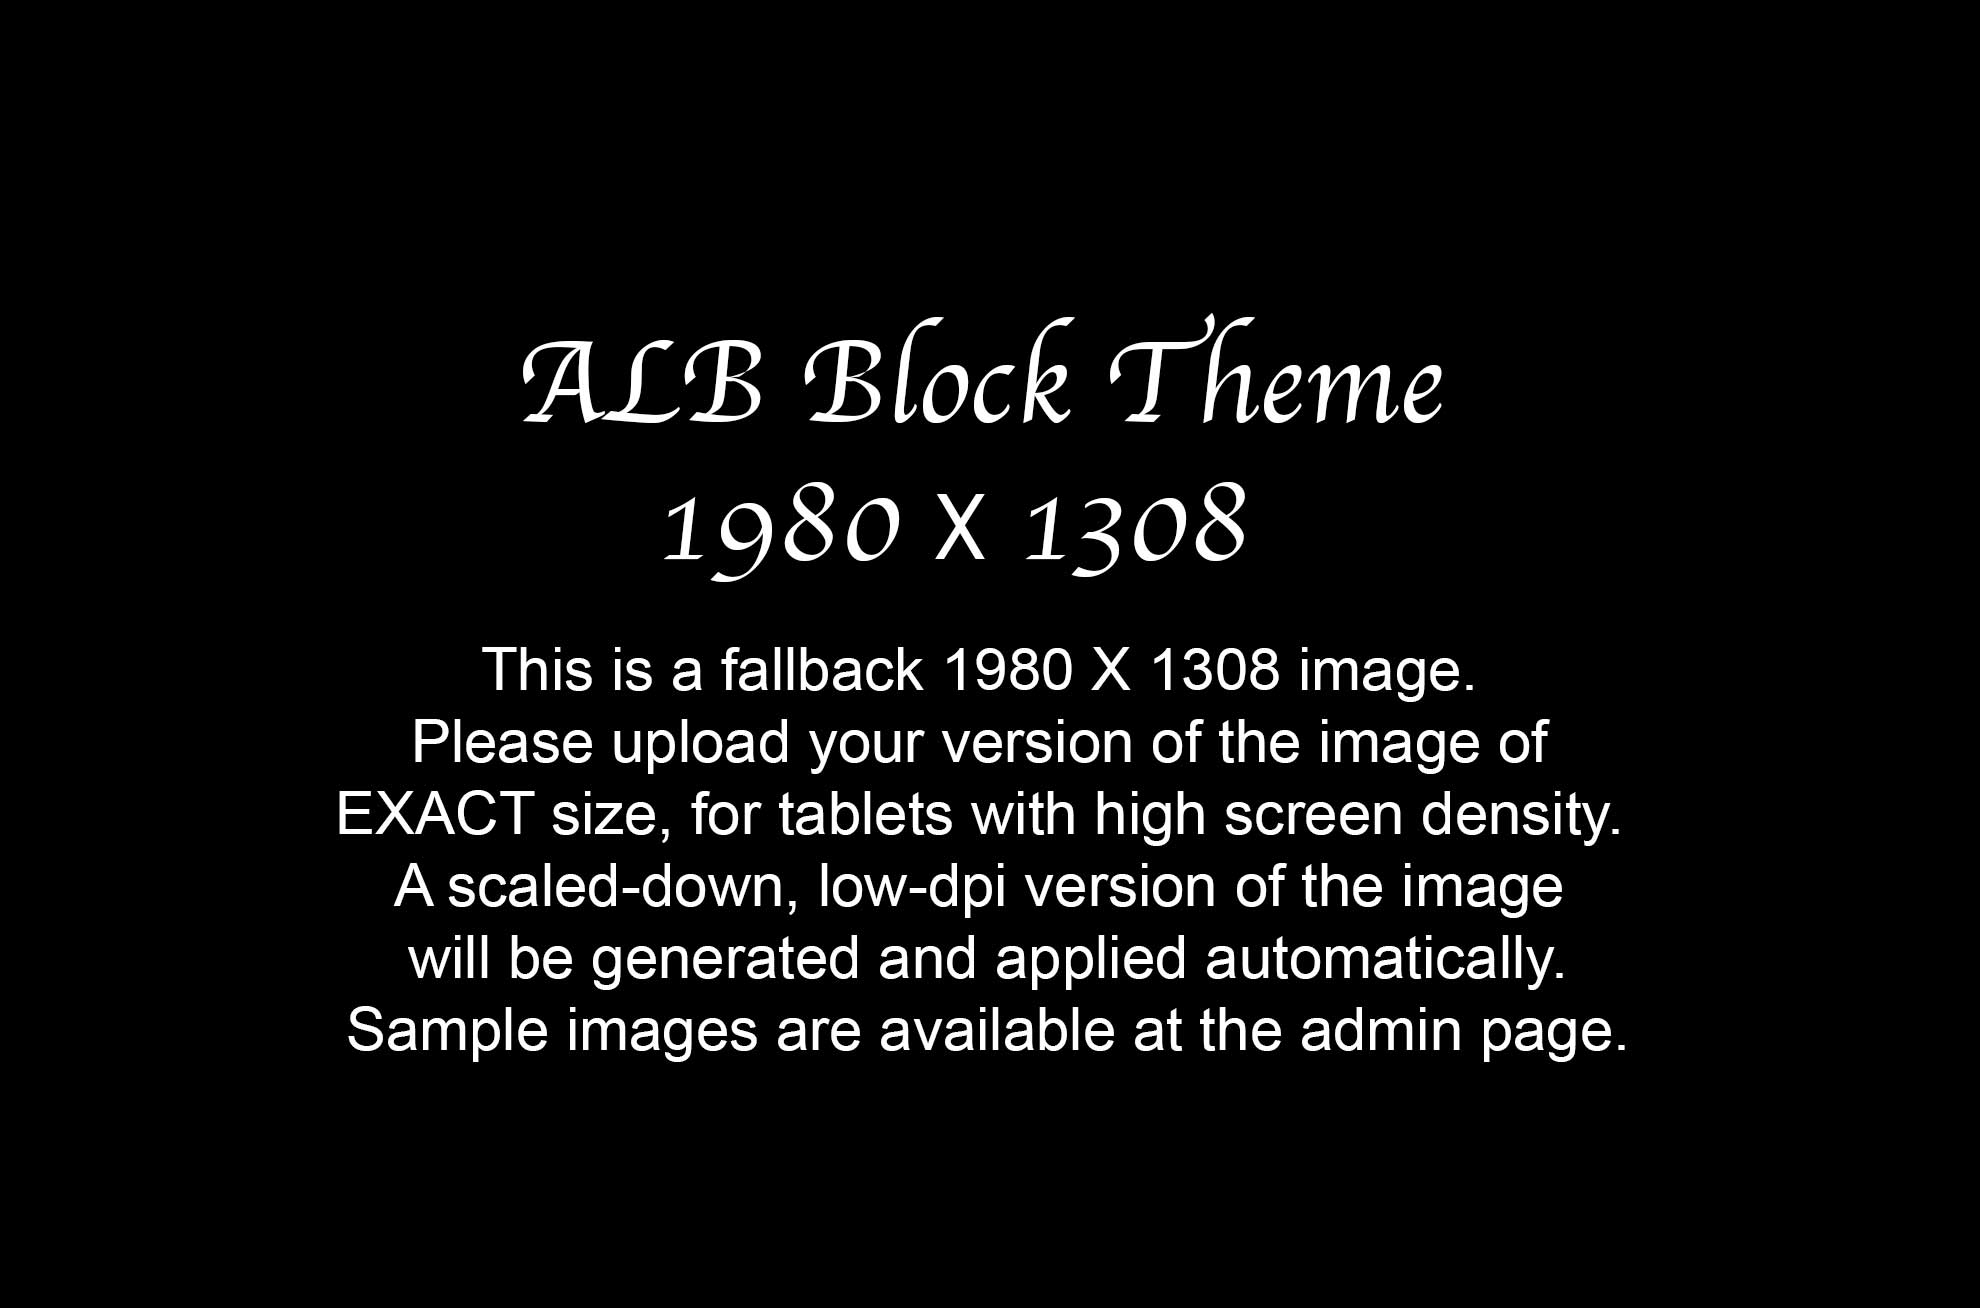 ALB Block Theme
1980 X 1308
This is a fallback 1980 X 1308 image.
Please upload your version of the image of
EXACT size, for tablets with high screen density.
A scaled-down, low-dpi version of the image
will be generated and applied automatically.
Sample images are available at the admin page.